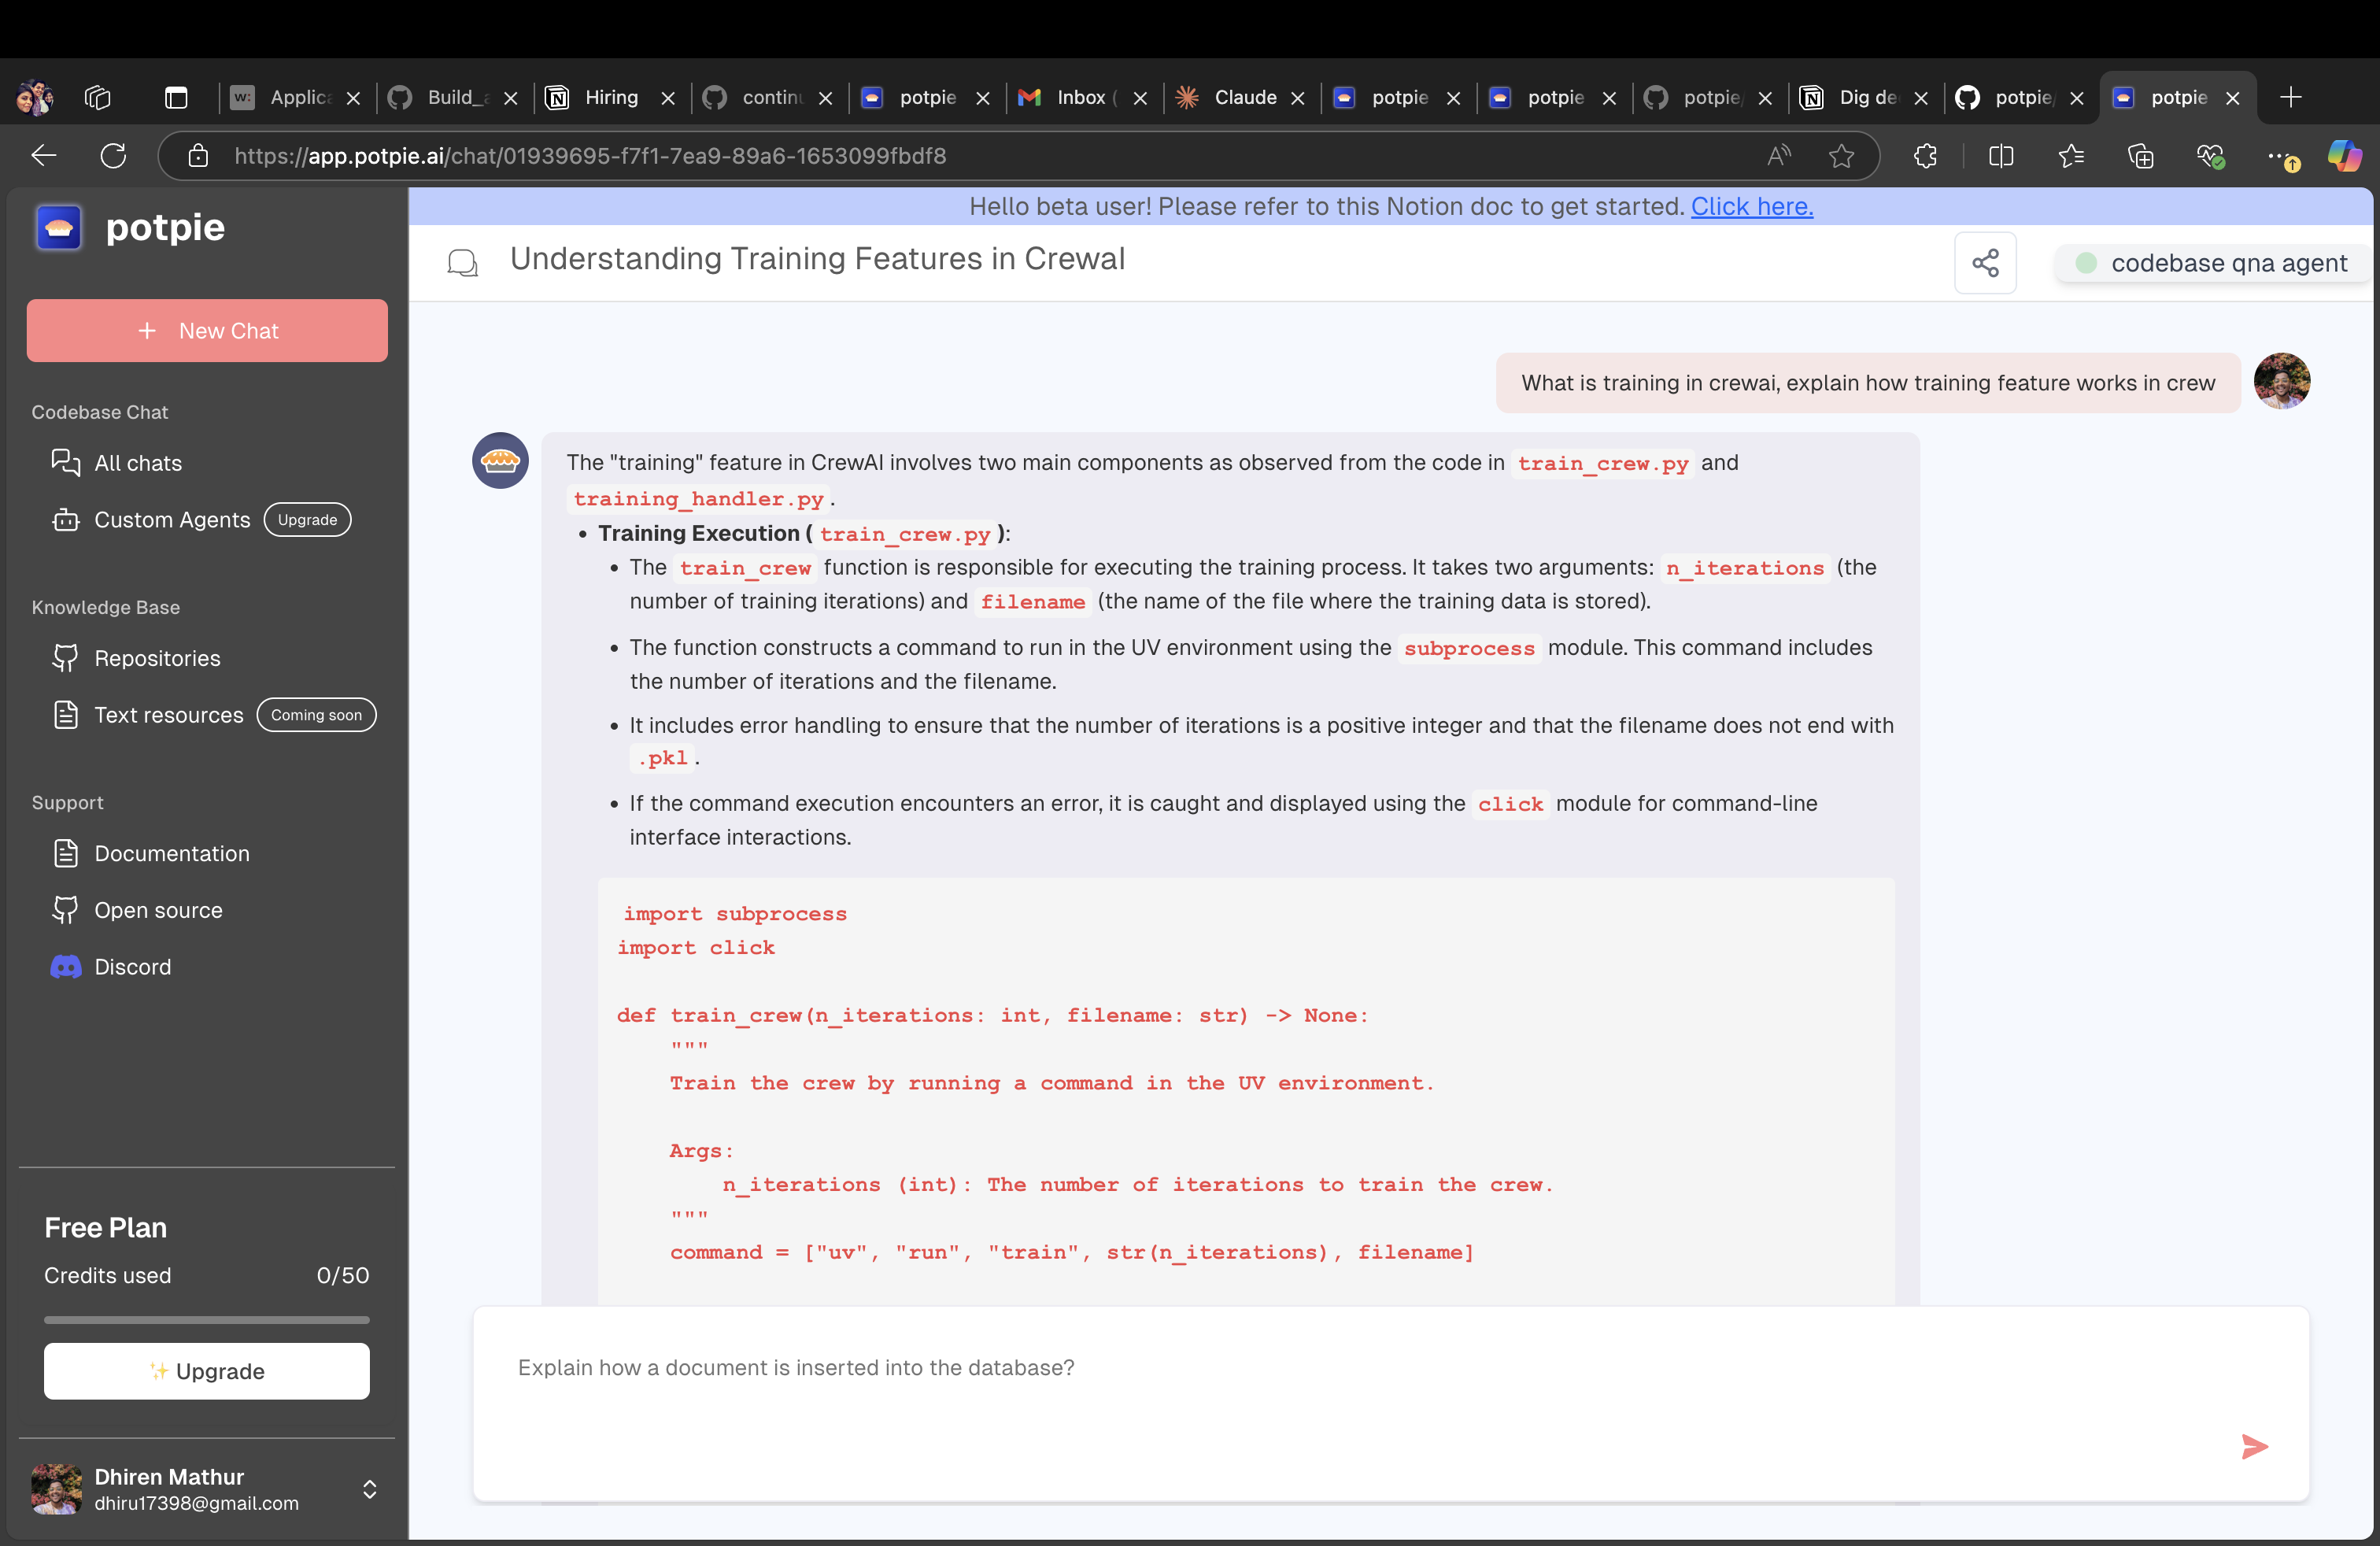 w: Applica
Build_a
Hiring
continu
potpie
Inbox (
Claude
potpie
potpie
potpie/
Dig de
potpie/
potpie
https://app.potpie.ai/chat/01939695-f7f1-7ea9-89a6-1653099fbdf8
potpie
New Chat
Codebase Chat
All chats
Custom Agents Upgrade
Knowledge Base
Repositories
Text resources Coming soon
Support
Documentation
Open source
Discord
Free Plan
Credits used 0/50
✨ Upgrade
Dhiren Mathur
dhiru17398@gmail.com
Hello beta user! Please refer to this Notion doc to get started. Click here.
Understanding Training Features in CrewaI
codebase qna agent
What is training in crewai, explain how training feature works in crew
The "training" feature in CrewAI involves two main components as observed from the code in train_crew.py and
training_handler.py.
• Training Execution (train_crew.py):
• The train_crew function is responsible for executing the training process. It takes two arguments: n_iterations (the
number of training iterations) and filename (the name of the file where the training data is stored).
• The function constructs a command to run in the UV environment using the subprocess module. This command includes
the number of iterations and the filename.
• It includes error handling to ensure that the number of iterations is a positive integer and that the filename does not end with
.pkl.
• If the command execution encounters an error, it is caught and displayed using the click module for command-line
interface interactions.
import subprocess
import click
def train_crew(n_iterations: int, filename: str) -> None:
"""
Train the crew by running a command in the UV environment.
Args:
n_iterations (int): The number of iterations to train the crew.
"""
command = ["uv", "run", "train", str(n_iterations), filename]
Explain how a document is inserted into the database?